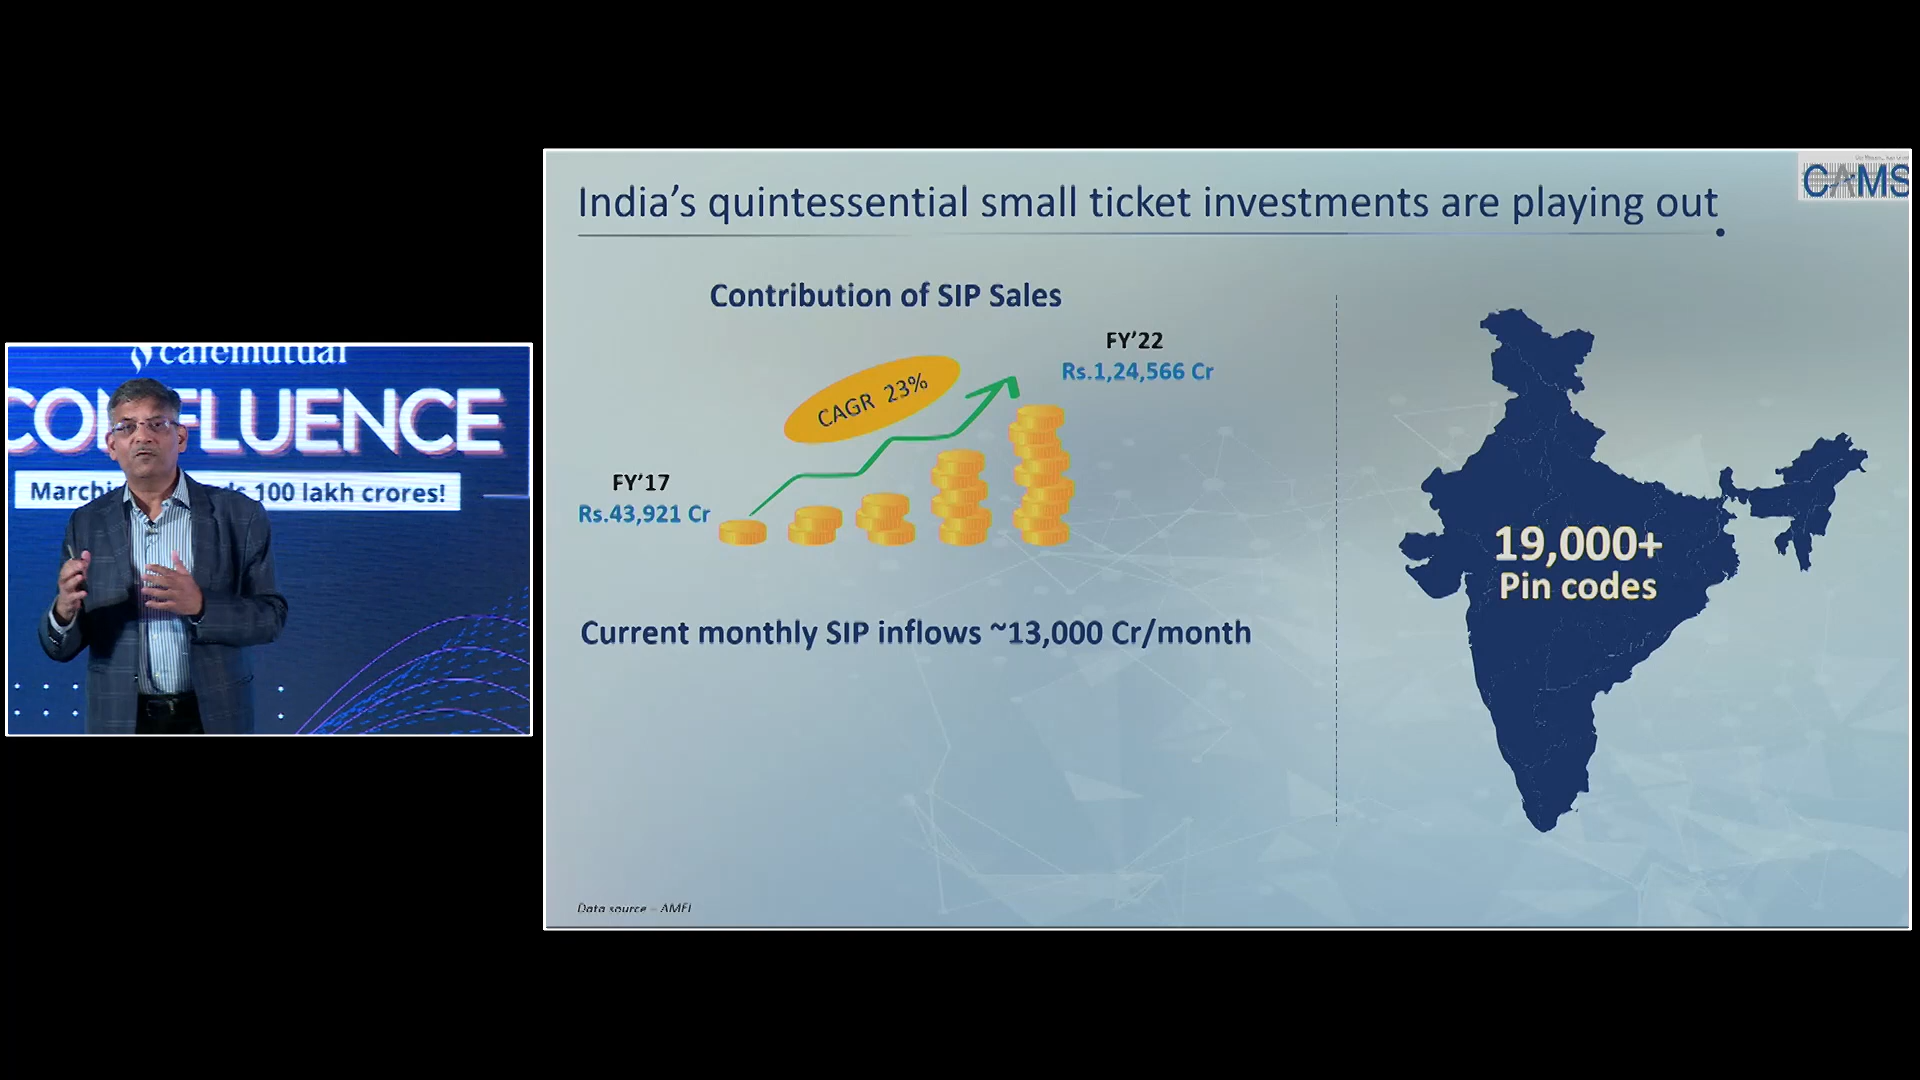 cafemutual
CONFLUENCE
100 lakh crores!
India's quintessential small ticket investments are playing out
CAMS
Contribution of SIP Sales
FY'22
Rs.1,24,566 Cr
CAGR 23%
FY'17
Rs.43,921 Cr
19,000+
Pin codes
Current monthly SIP inflows ~13,000 Cr/month
Data source – AMFI